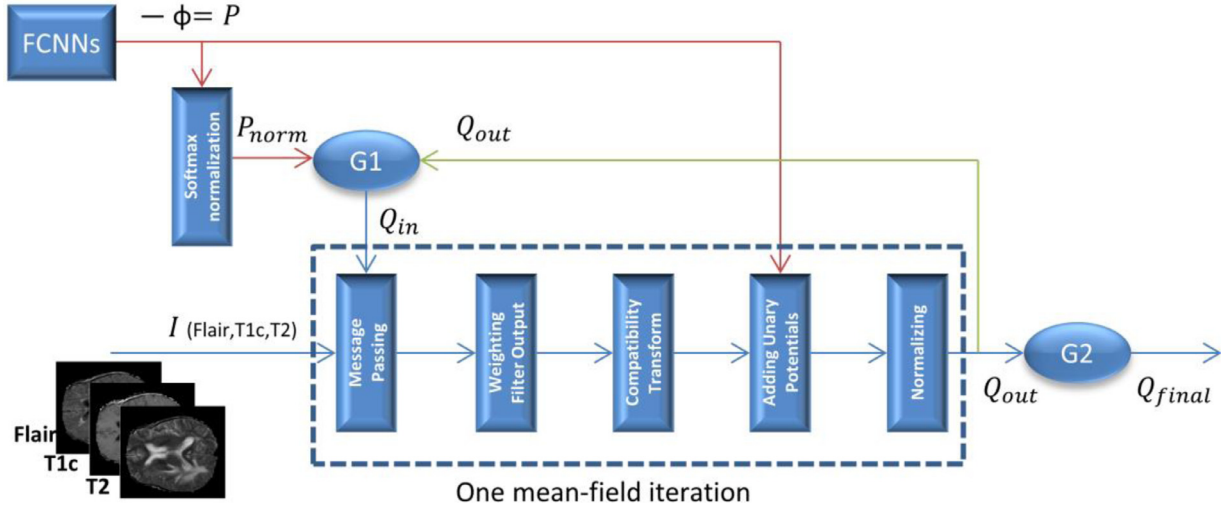 − ϕ= P
FCNNs
Softmax
normalization
P_norm
G1
Q_out
Q_in
I (Flair,T1c,T2)
Message
Passing
Weighting
Filter Output
Compatibility
Transform
Adding Unary
Potentials
Normalizing
Q_out
G2
Q_final
Flair
T1c
T2
One mean-field iteration